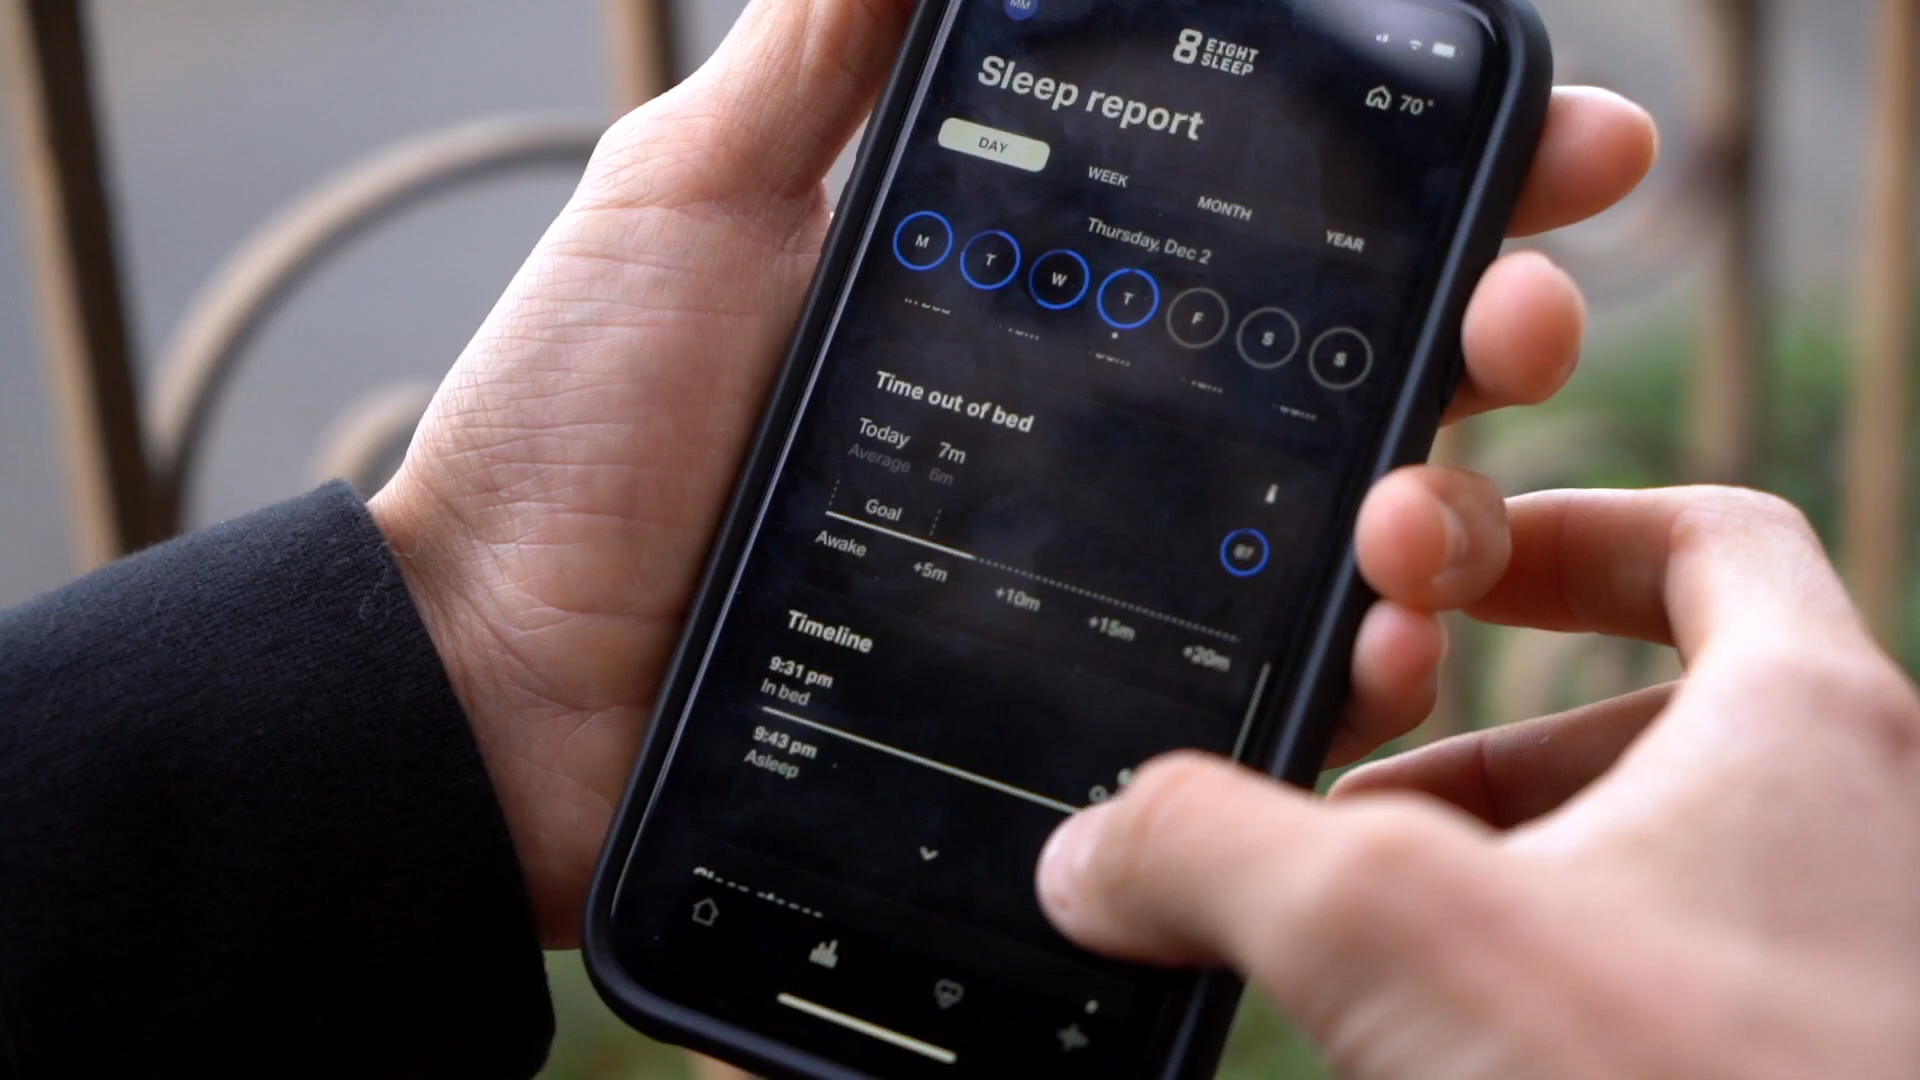 MM
8 EIGHT
SLEEP
Sleep report
70°
DAY WEEK MONTH YEAR
Thursday, Dec 2
M T W T F S S
Time out of bed
Today 7m
Average 6m
Goal
Awake +5m +10m +15m +20m
Timeline
9:31 pm
In bed
9:43 pm
Asleep